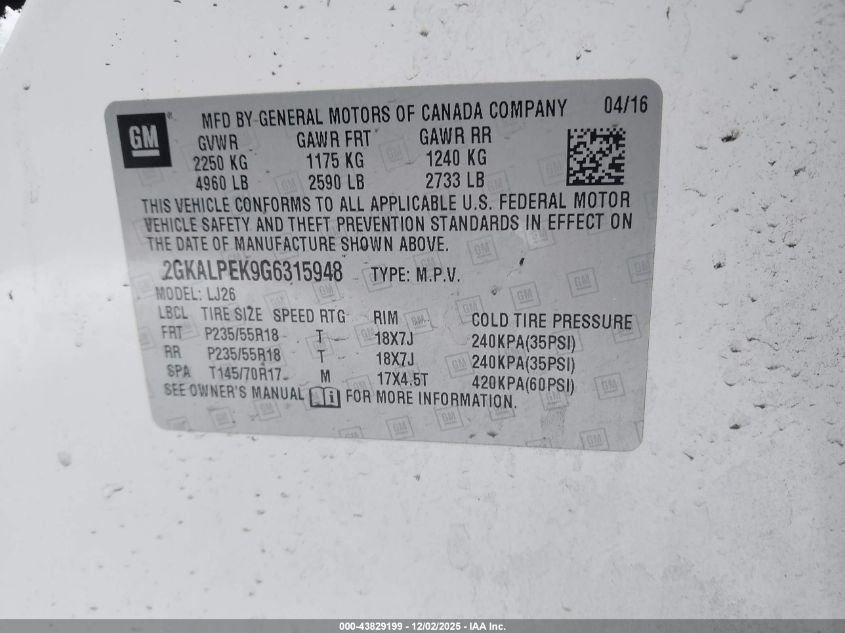 GM
MFD BY GENERAL MOTORS OF CANADA COMPANY 04/16
GVWR GAWR FRT GAWR RR
2250 KG 1175 KG 1240 KG
4960 LB 2590 LB 2733 LB
THIS VEHICLE CONFORMS TO ALL APPLICABLE U.S. FEDERAL MOTOR
VEHICLE SAFETY AND THEFT PREVENTION STANDARDS IN EFFECT ON
THE DATE OF MANUFACTURE SHOWN ABOVE.
2GKALPEK9G6315948 TYPE: M.P.V.
MODEL: LJ26
LBCL TIRE SIZE SPEED RTG RIM COLD TIRE PRESSURE
FRT P235/55R18 T 18X7J 240KPA(35PSI)
RR P235/55R18 T 18X7J 240KPA(35PSI)
SPA T145/70R17 M 17X4.5T 420KPA(60PSI)
SEE OWNER'S MANUAL FOR MORE INFORMATION.
000-43829199 - 12/02/2025 - IAA Inc.